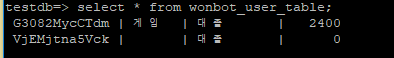 testdb=> select * from wonbot_user_table;
G3082MycCTdm | 게임 | 대출 | 2400
VjEMjtna5Vck | | 대출 | 0